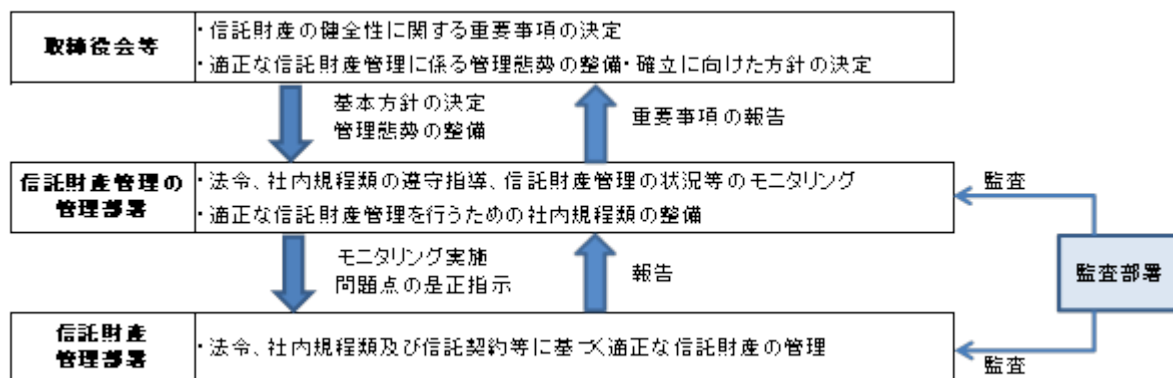 取締役会等
・信託財産の健全性に関する重要事項の決定
・適正な信託財産管理に係る管理態勢の整備・確立に向けた方針の決定
基本方針の決定
管理態勢の整備
重要事項の報告
信託財産管理の
管理部署
・法令、社内規程類の遵守指導、信託財産管理の状況等のモニタリング
・適正な信託財産管理を行うための社内規程類の整備
監査
モニタリング実施
問題点の是正指示
報告
監査部署
信託財産
管理部署
・法令、社内規程類及び信託契約等に基づく適正な信託財産の管理
監査